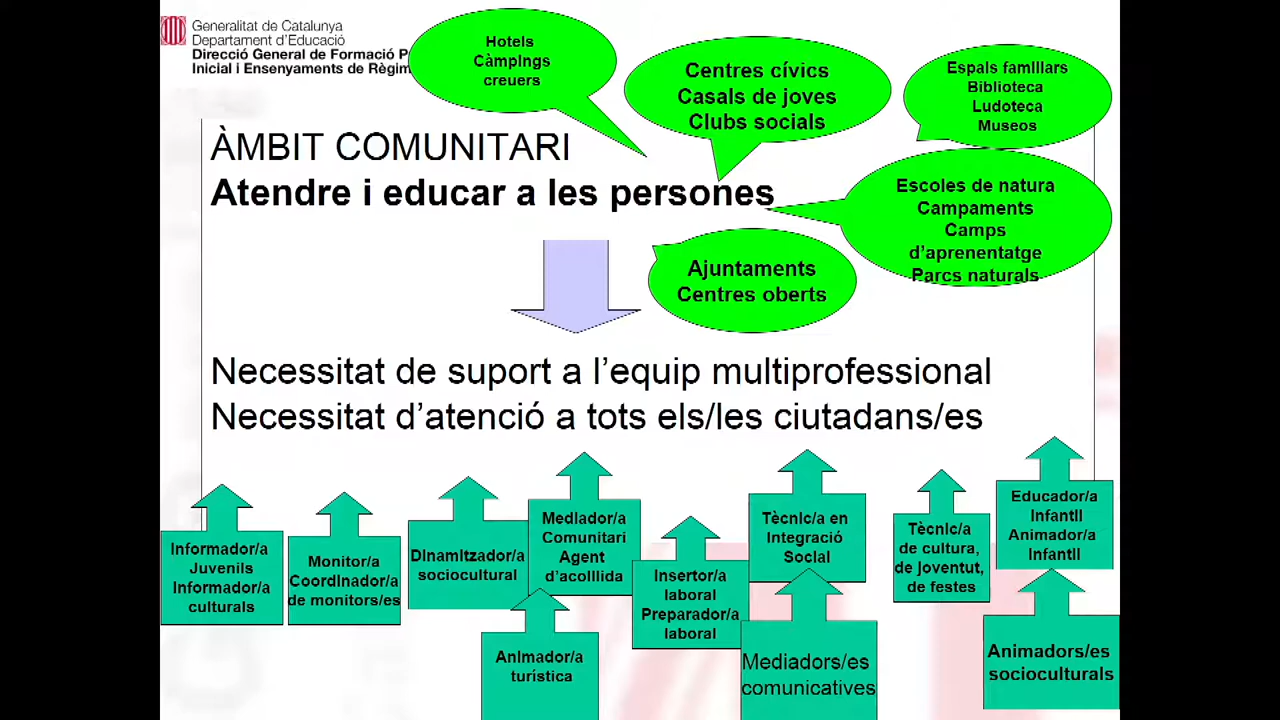 Generalitat de Catalunya
Departament d'Educació
Direcció General de Formació P
Inicial i Ensenyaments de Règim
Hotels
Càmpings
creuers
Centres cívics
Casals de joves
Clubs socials
Espais familiars
Biblioteca
Ludoteca
Museos
ÀMBIT COMUNITARI
Atendre i educar a les persones
Escoles de natura
Campaments
Camps
d'aprenentatge
Parcs naturals
Ajuntaments
Centres oberts
Necessitat de suport a l'equip multiprofessional
Necessitat d'atenció a tots els/les ciutadans/es
Informador/a
Juvenils
Informador/a
culturals
Monitor/a
Coordinador/a
de monitors/es
Dinamitzador/a
sociocultural
Mediador/a
Comunitari
Agent
d'acolllida
Insertor/a
laboral
Preparador/a
laboral
Tècnic/a en
Integració
Social
Tècnic/a
de cultura,
de joventut,
de festes
Educador/a
infantil
Animador/a
infantil
Animador/a
turística
Mediadors/es
comunicatives
Animadors/es
socioculturals